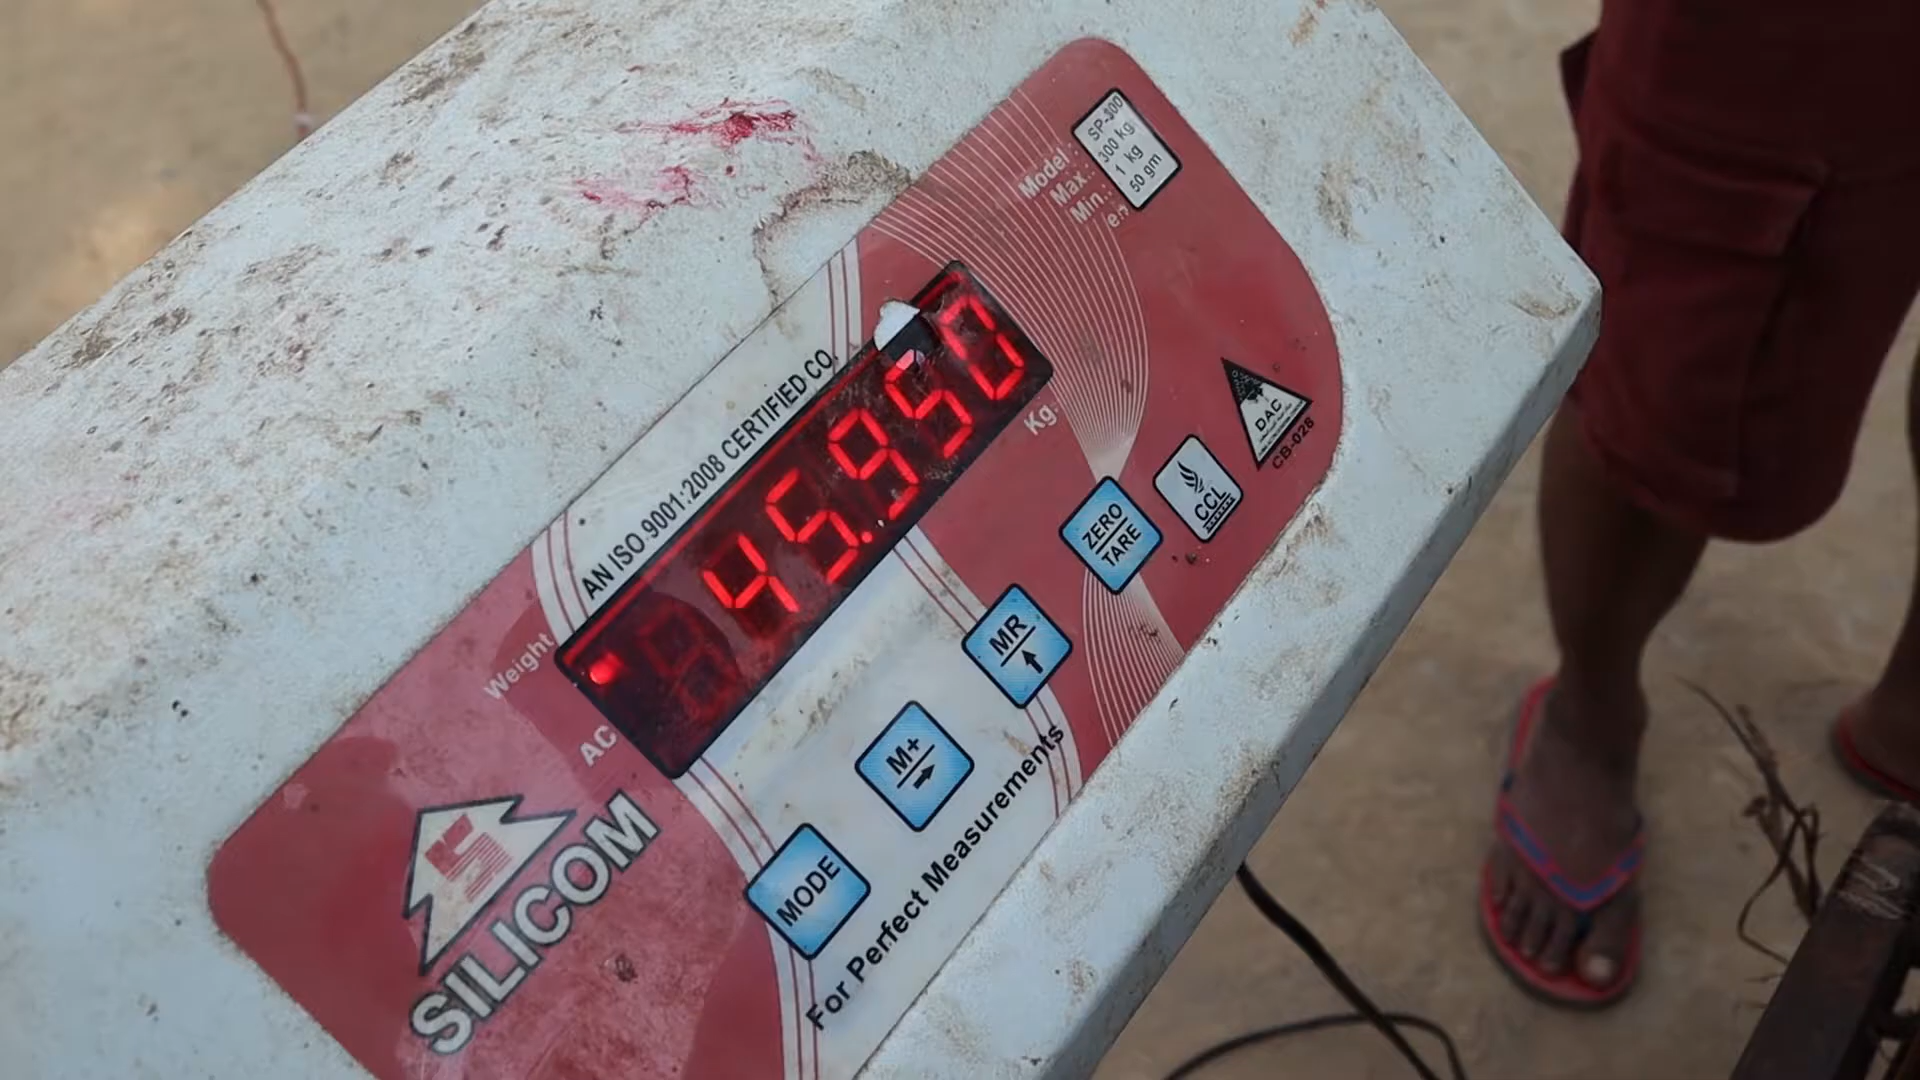 Model : SP-300
Max. : 300 kg
Min. : 1 kg
(e) 50 gm
AN ISO 9001:2008 CERTIFIED CO.
45.950
Weight
Kg.
AC
DAC
CB-028
CCL
ZERO
TARE
MR
M+
MODE
SILICOM
For Perfect Measurements